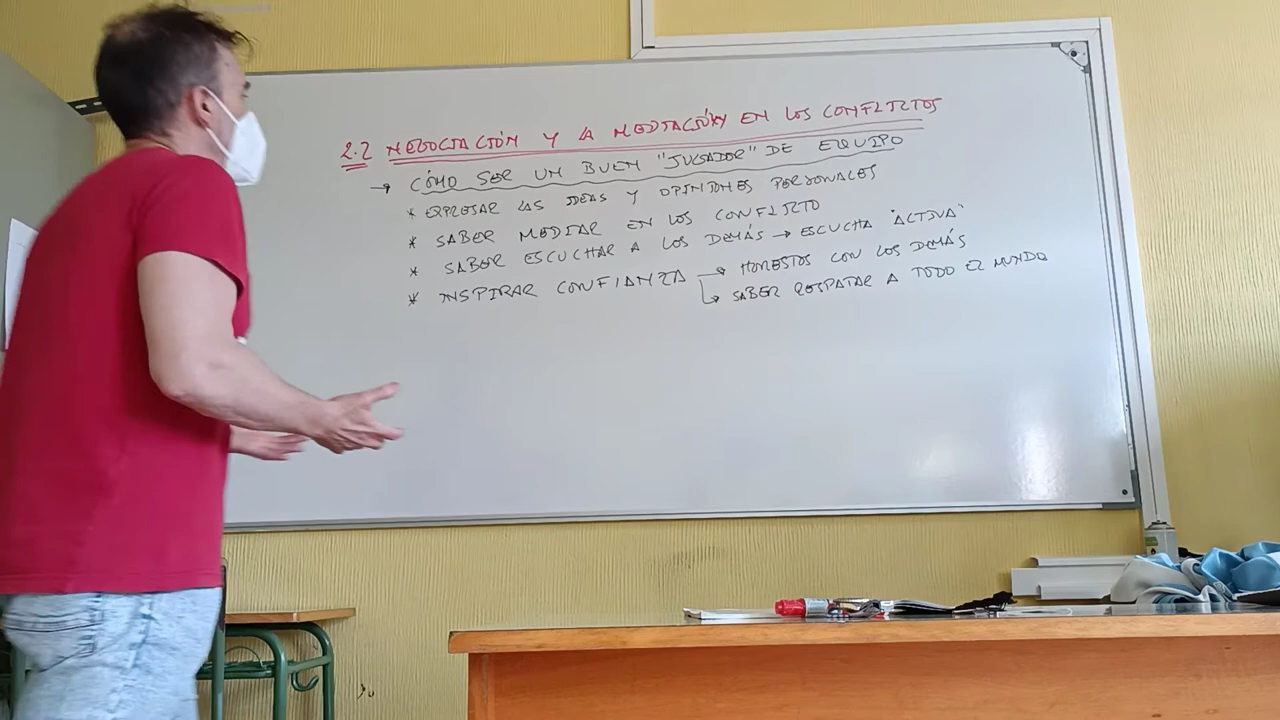 2.2 NEGOCIACIÓN Y LA MEDIACIÓN EN LOS CONFLICTOS
→ CÓMO SER UN BUEN "JUGADOR" DE EQUIPO
* EXPRESAR LAS IDEAS Y OPINIONES PERSONALES
* SABER MEDIAR EN LOS CONFLICTO
* SABER ESCUCHAR A LOS DEMÁS → ESCUCHA "ACTIVA"
* INSPIRAR CONFIANZA → HONESTOS CON LOS DEMÁS
↳ SABER RESPETAR A TODO EL MUNDO